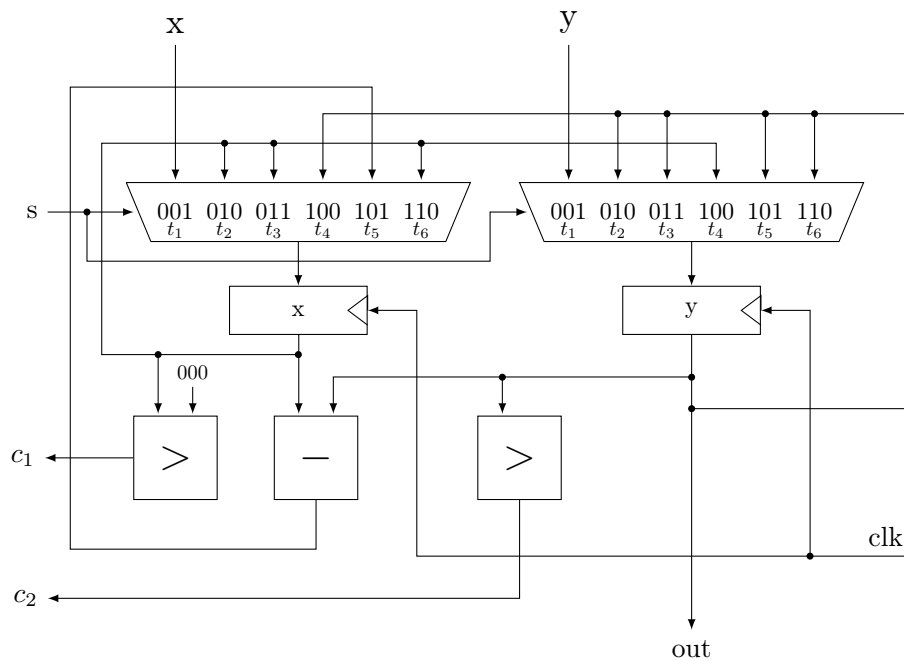 x y
s
001 010 011 100 101 110
t₁ t₂ t₃ t₄ t₅ t₆
001 010 011 100 101 110
t₁ t₂ t₃ t₄ t₅ t₆
x y
000
c₁ > − >
clk
c₂
out